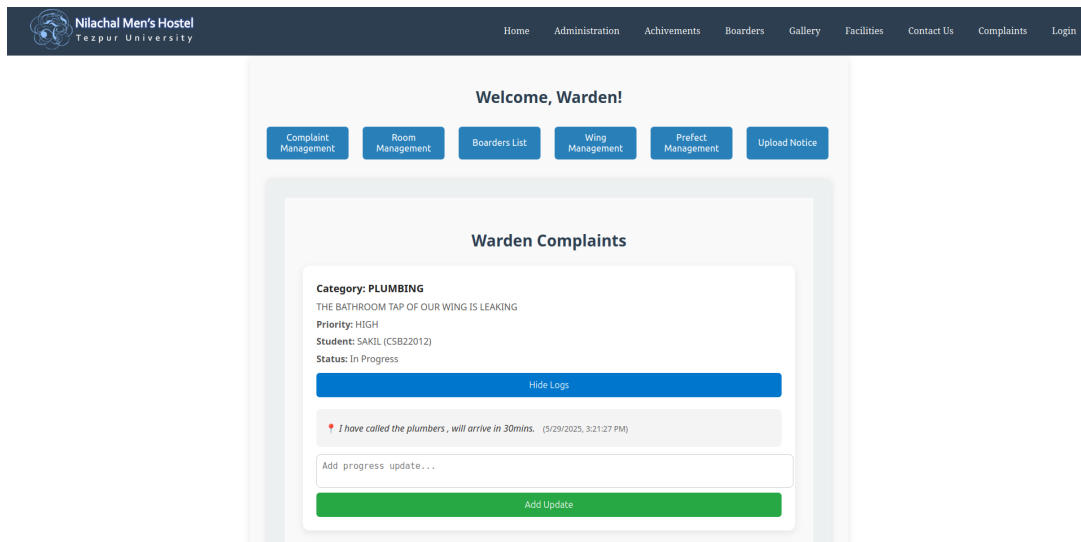 Nilachal Men's Hostel
Tezpur University
Home Administration Achivements Boarders Gallery Facilities Contact Us Complaints Login
Welcome, Warden!
Complaint Management
Room Management
Boarders List
Wing Management
Prefect Management
Upload Notice
Warden Complaints
Category: PLUMBING
THE BATHROOM TAP OF OUR WING IS LEAKING
Priority: HIGH
Student: SAKIL (CSB22012)
Status: In Progress
Hide Logs
📍 I have called the plumbers , will arrive in 30mins. (5/29/2025, 3:21:27 PM)
Add progress update...
Add Update